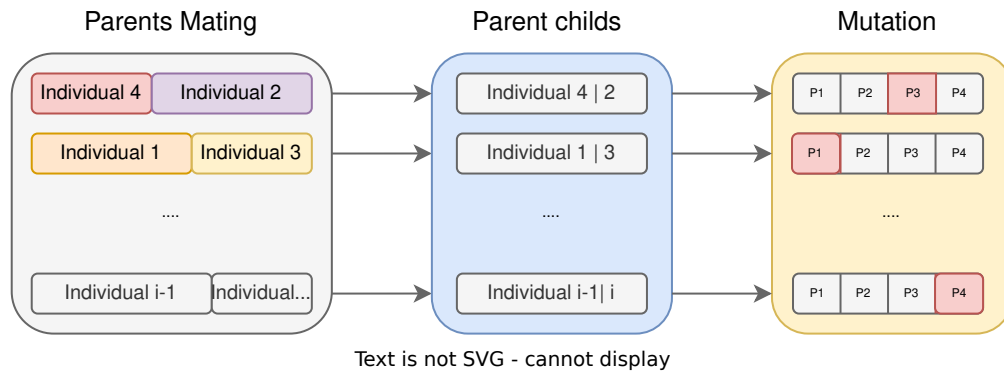 Parents Mating
Parent childs
Mutation
Individual 4
Individual 2
Individual 4 | 2
P1
P2
P3
P4
Individual 1
Individual 3
Individual 1 | 3
P1
P2
P3
P4
....
....
....
Individual i-1
Individual...
Individual i-1| i
P1
P2
P3
P4
Text is not SVG - cannot display